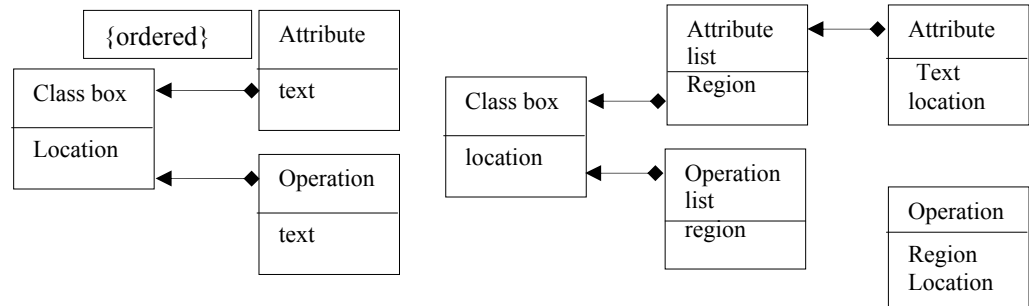 {ordered}
Attribute
text
Class box
Location
Operation
text
Attribute
list
Region
Attribute
Text
location
Class box
location
Operation
list
region
Operation
Region
Location